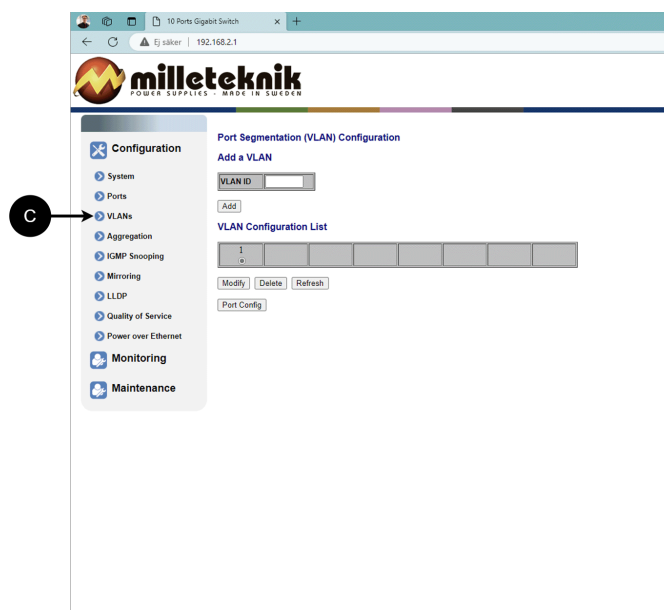 10 Ports Gigabit Switch
Ej säker | 192.168.2.1
milleteknik
POWER SUPPLIES - MADE IN SWEDEN
Configuration
System
Ports
C
VLANs
Aggregation
IGMP Snooping
Mirroring
LLDP
Quality of Service
Power over Ethernet
Monitoring
Maintenance
Port Segmentation (VLAN) Configuration
Add a VLAN
VLAN ID
Add
VLAN Configuration List
1
Modify Delete Refresh
Port Config